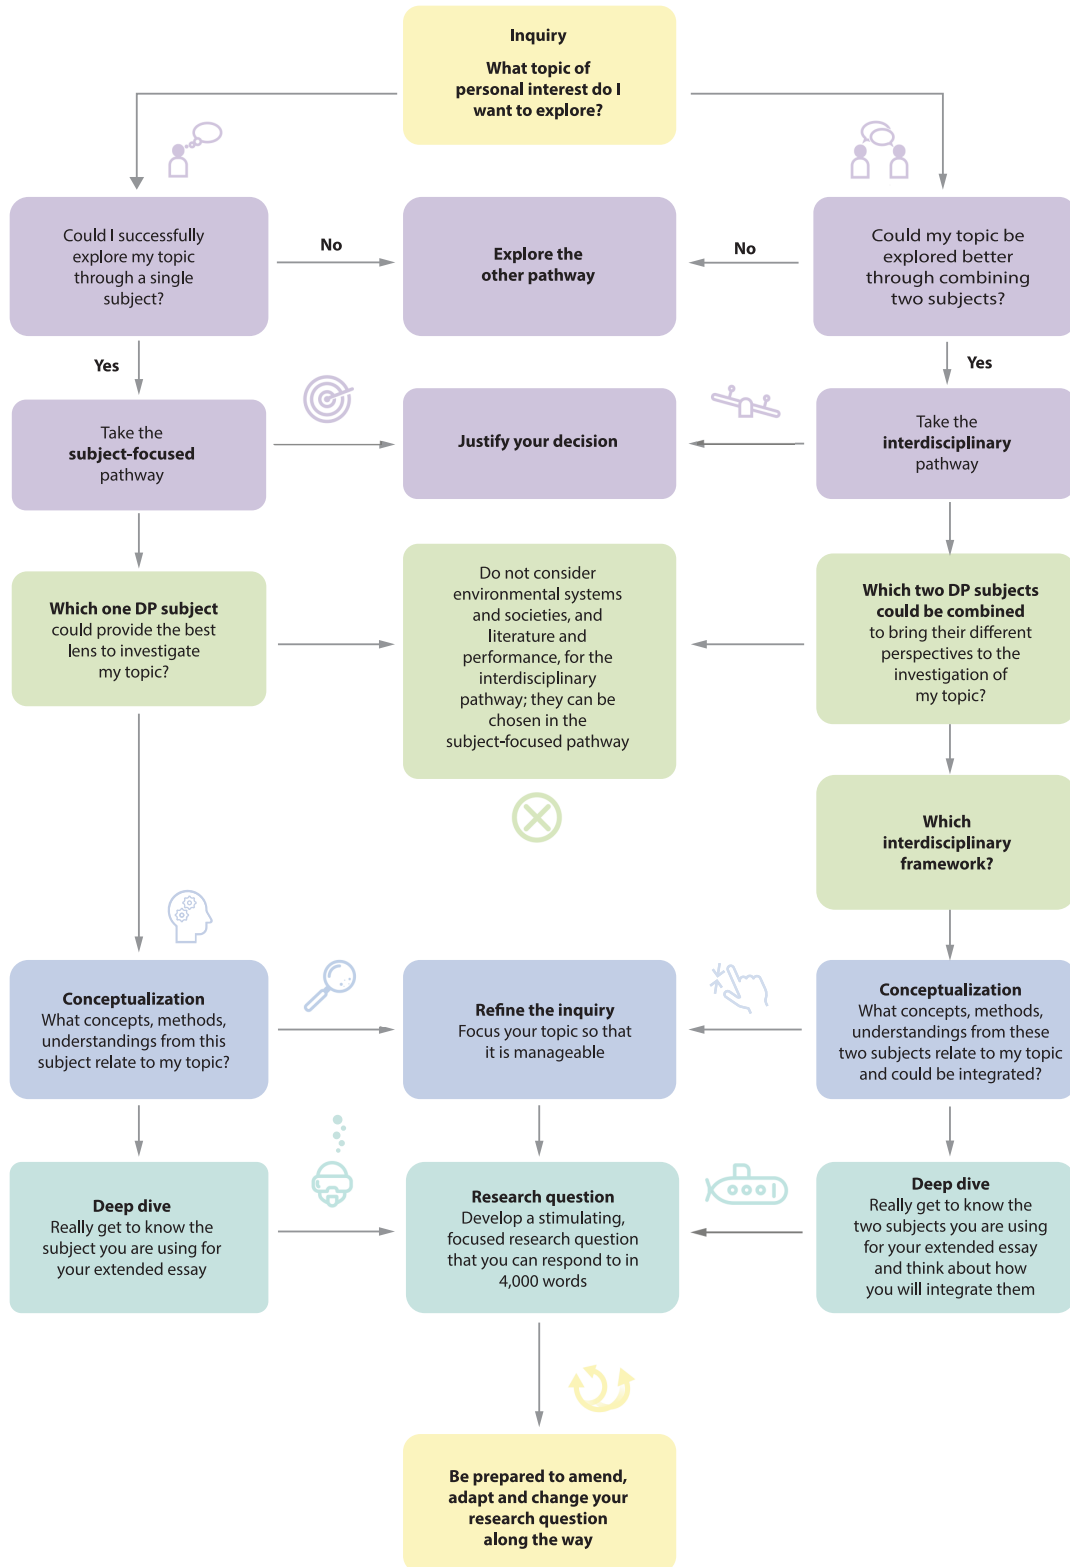 Inquiry
What topic of
personal interest do I
want to explore?
Could I successfully
explore my topic
through a single
subject?
No
Explore the
other pathway
No
Could my topic be
explored better
through combining
two subjects?
Yes
Yes
Take the
subject-focused
pathway
Justify your decision
Take the
interdisciplinary
pathway
Which one DP subject
could provide the best
lens to investigate
my topic?
Do not consider
environmental systems
and societies, and
literature and
performance, for the
interdisciplinary
pathway; they can be
chosen in the
subject-focused pathway
Which two DP subjects
could be combined
to bring their different
perspectives to the
investigation of
my topic?
Which
interdisciplinary
framework?
Conceptualization
What concepts, methods,
understandings from this
subject relate to my topic?
Refine the inquiry
Focus your topic so that
it is manageable
Conceptualization
What concepts, methods,
understandings from these
two subjects relate to my topic
and could be integrated?
Deep dive
Really get to know the
subject you are using for
your extended essay
Research question
Develop a stimulating,
focused research question
that you can respond to in
4,000 words
Deep dive
Really get to know the
two subjects you are using
for your extended essay
and think about how
you will integrate them
Be prepared to amend,
adapt and change your
research question
along the way